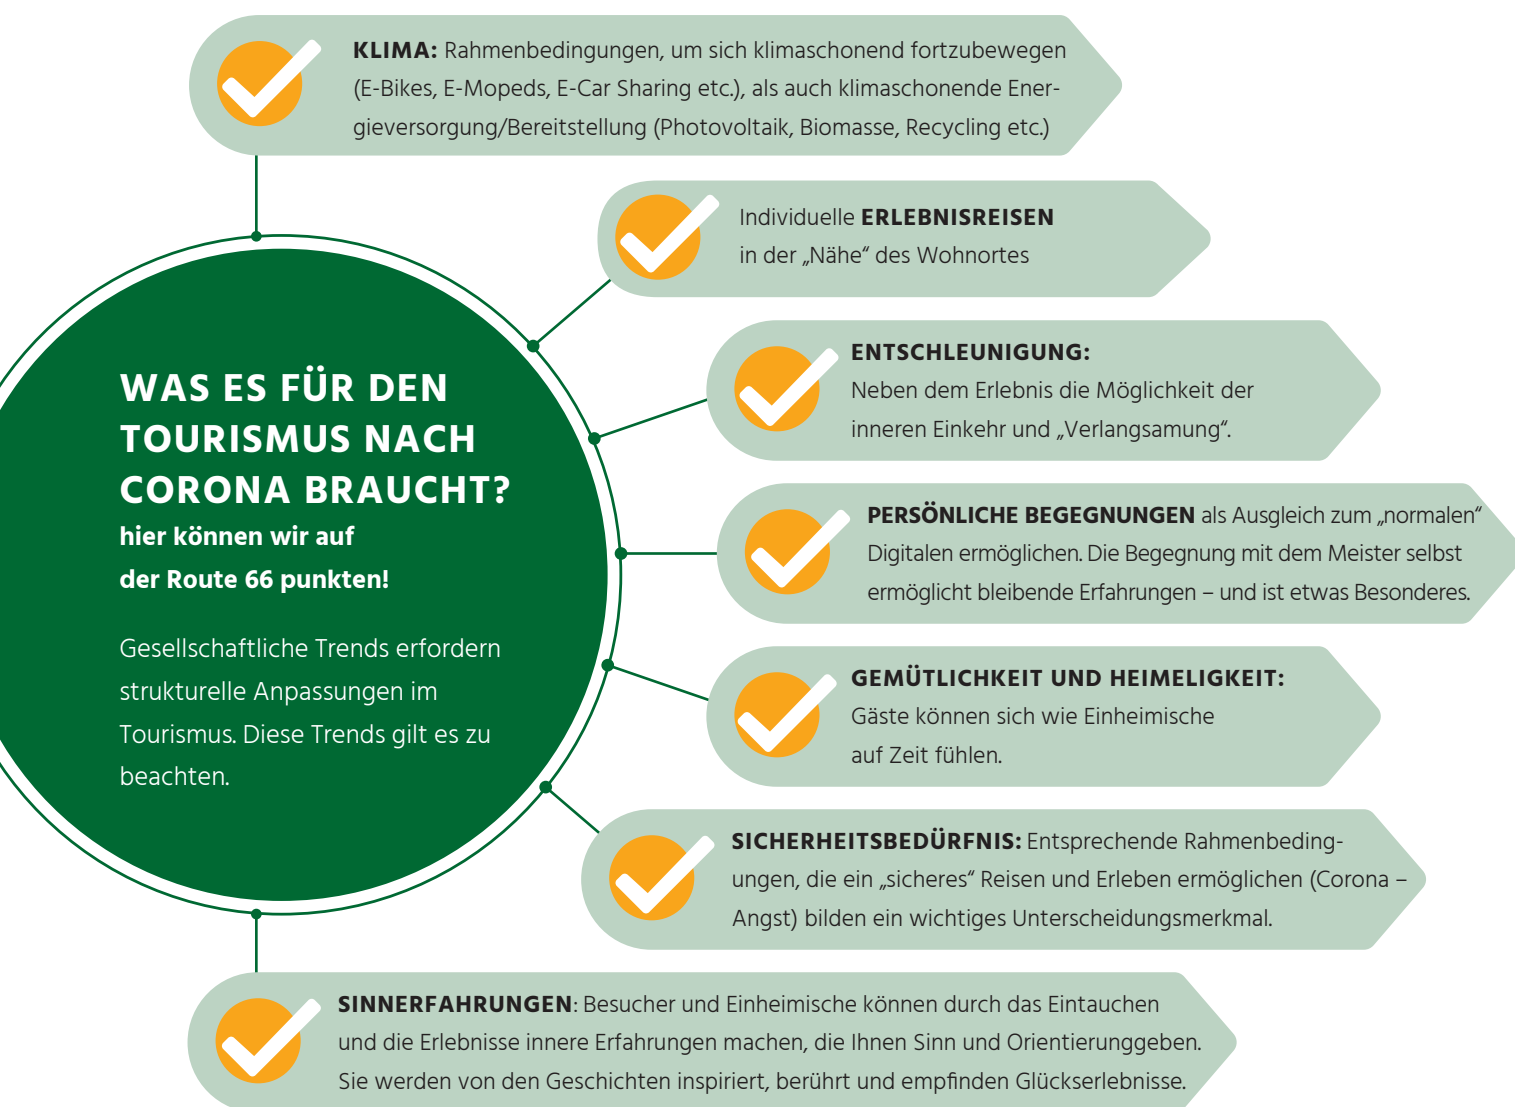 KLIMA: Rahmenbedingungen, um sich klimaschonend fortzubewegen
(E-Bikes, E-Mopeds, E-Car Sharing etc.), als auch klimaschonende Ener-
gieversorgung/Bereitstellung (Photovoltaik, Biomasse, Recycling etc.)
Individuelle ERLEBNISREISEN
in der „Nähe“ des Wohnortes
WAS ES FÜR DEN
TOURISMUS NACH
CORONA BRAUCHT?
hier können wir auf
der Route 66 punkten!
Gesellschaftliche Trends erfordern
strukturelle Anpassungen im
Tourismus. Diese Trends gilt es zu
beachten.
ENTSCHLEUNIGUNG:
Neben dem Erlebnis die Möglichkeit der
inneren Einkehr und „Verlangsamung“.
PERSÖNLICHE BEGEGNUNGEN als Ausgleich zum „normalen“
Digitalen ermöglichen. Die Begegnung mit dem Meister selbst
ermöglicht bleibende Erfahrungen – und ist etwas Besonderes.
GEMÜTLICHKEIT UND HEIMELIGKEIT:
Gäste können sich wie Einheimische
auf Zeit fühlen.
SICHERHEITSBEDÜRFNIS: Entsprechende Rahmenbeding-
ungen, die ein „sicheres“ Reisen und Erleben ermöglichen (Corona –
Angst) bilden ein wichtiges Unterscheidungsmerkmal.
SINNERFAHRUNGEN: Besucher und Einheimische können durch das Eintauchen
und die Erlebnisse innere Erfahrungen machen, die Ihnen Sinn und Orientierunggeben.
Sie werden von den Geschichten inspiriert, berührt und empfinden Glückserlebnisse.